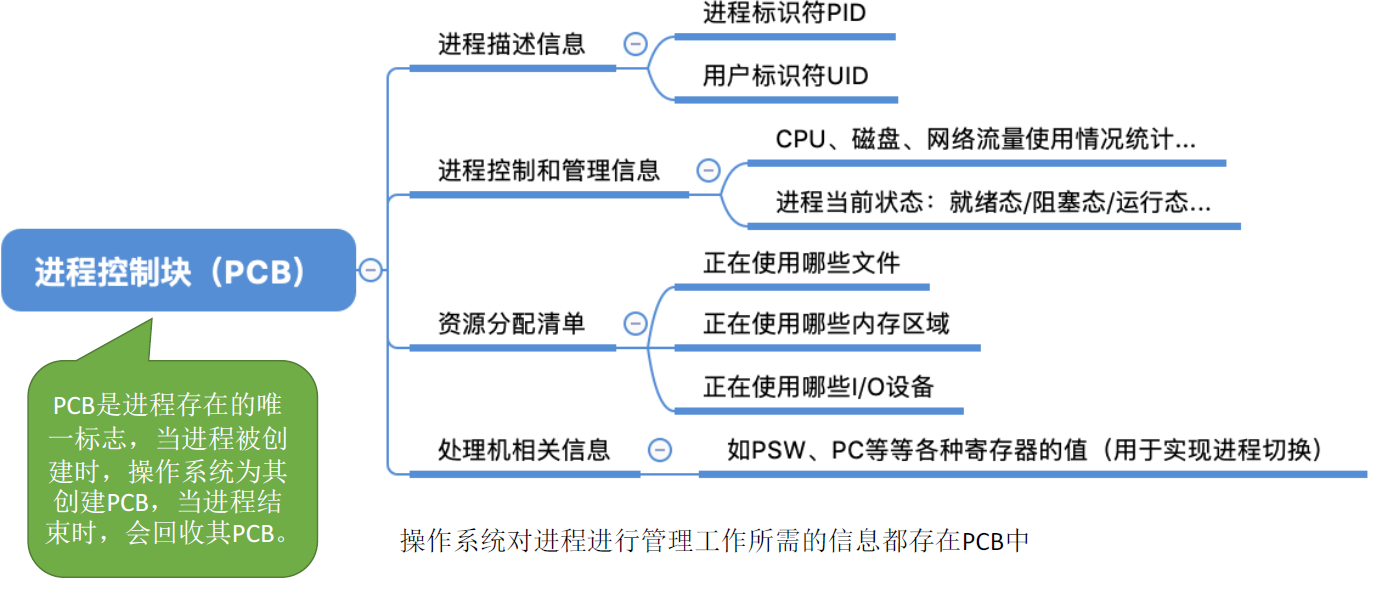 进程标识符PID
进程描述信息
用户标识符UID
CPU、磁盘、网络流量使用情况统计...
进程控制和管理信息
进程当前状态：就绪态/阻塞态/运行态...
进程控制块（PCB）
正在使用哪些文件
资源分配清单
正在使用哪些内存区域
正在使用哪些I/O设备
处理机相关信息
如PSW、PC等等各种寄存器的值（用于实现进程切换）
PCB是进程存在的唯
一标志，当进程被创
建时，操作系统为其
创建PCB，当进程结
束时，会回收其PCB。
操作系统对进程进行管理工作所需的信息都存在PCB中